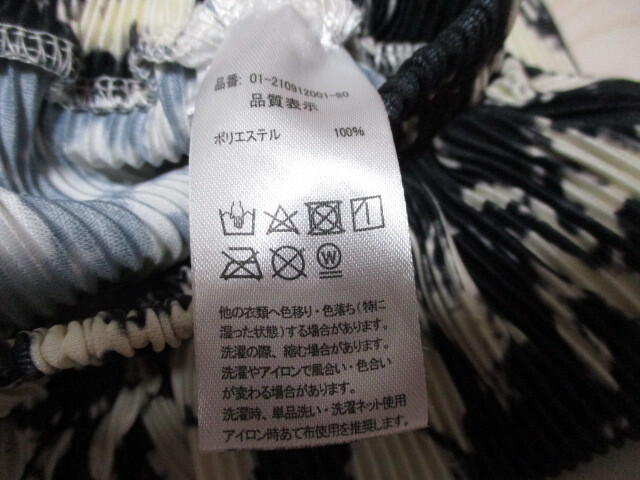 品番: 01-210912001-80
品質表示
ポリエステル 100%
W
他の衣類へ色移り・色落ち(特に
湿った状態)する場合があります。
洗濯の際、縮む場合があります。
洗濯やアイロンで風合い・色合い
が変わる場合があります。
洗濯時、単品洗い・洗濯ネット使用
アイロン時あて布使用を推奨します。